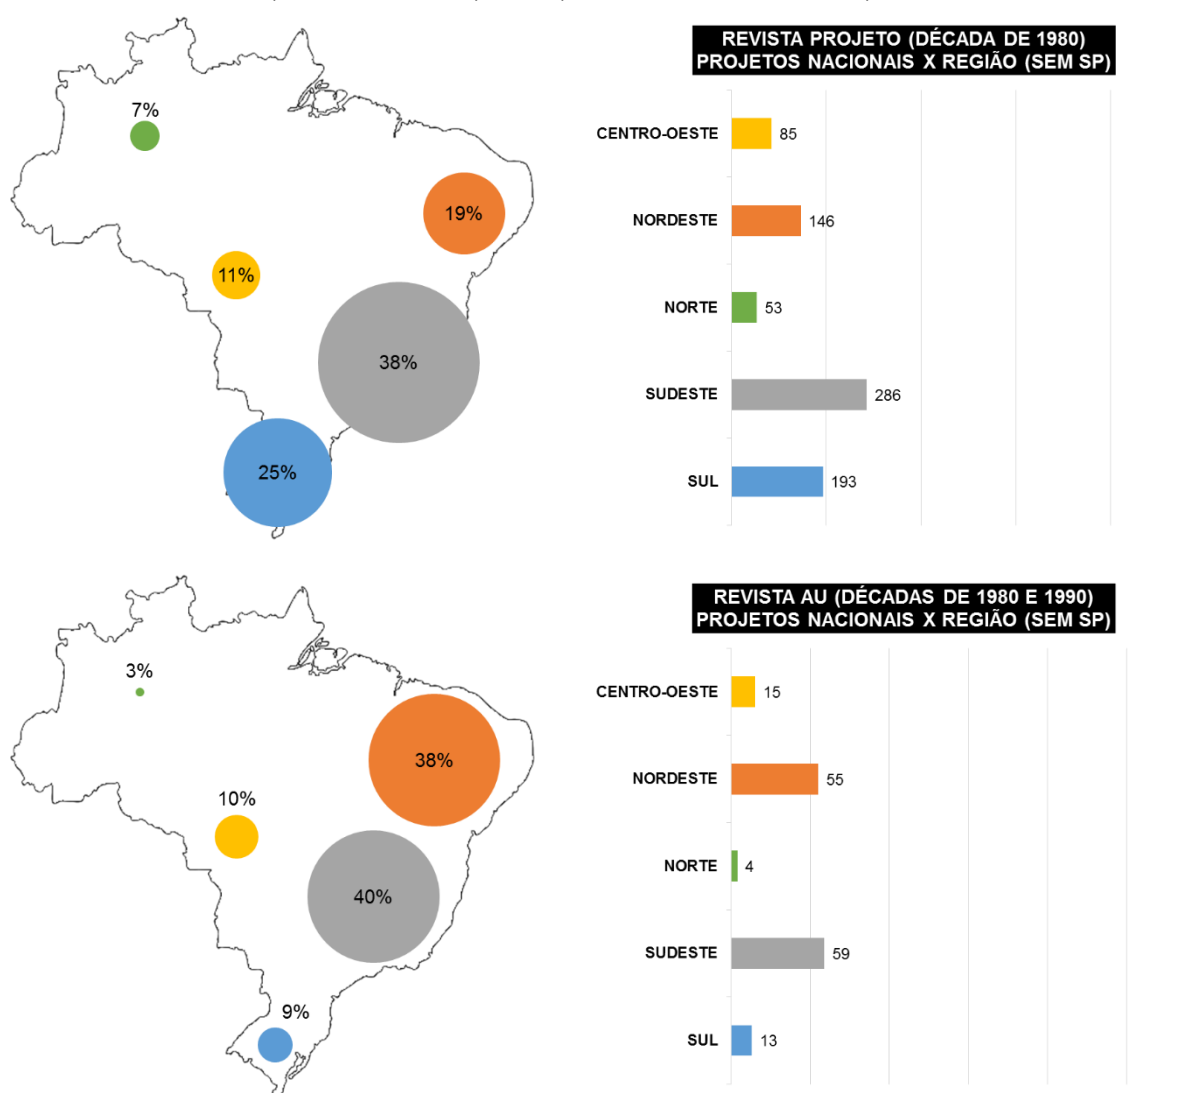 REVISTA PROJETO (DÉCADA DE 1980)
PROJETOS NACIONAIS X REGIÃO (SEM SP)
7%
19%
11%
38%
25%
CENTRO-OESTE 85
NORDESTE 146
NORTE 53
SUDESTE 286
SUL 193
REVISTA AU (DÉCADAS DE 1980 E 1990)
PROJETOS NACIONAIS X REGIÃO (SEM SP)
3%
38%
10%
40%
9%
CENTRO-OESTE 15
NORDESTE 55
NORTE 4
SUDESTE 59
SUL 13